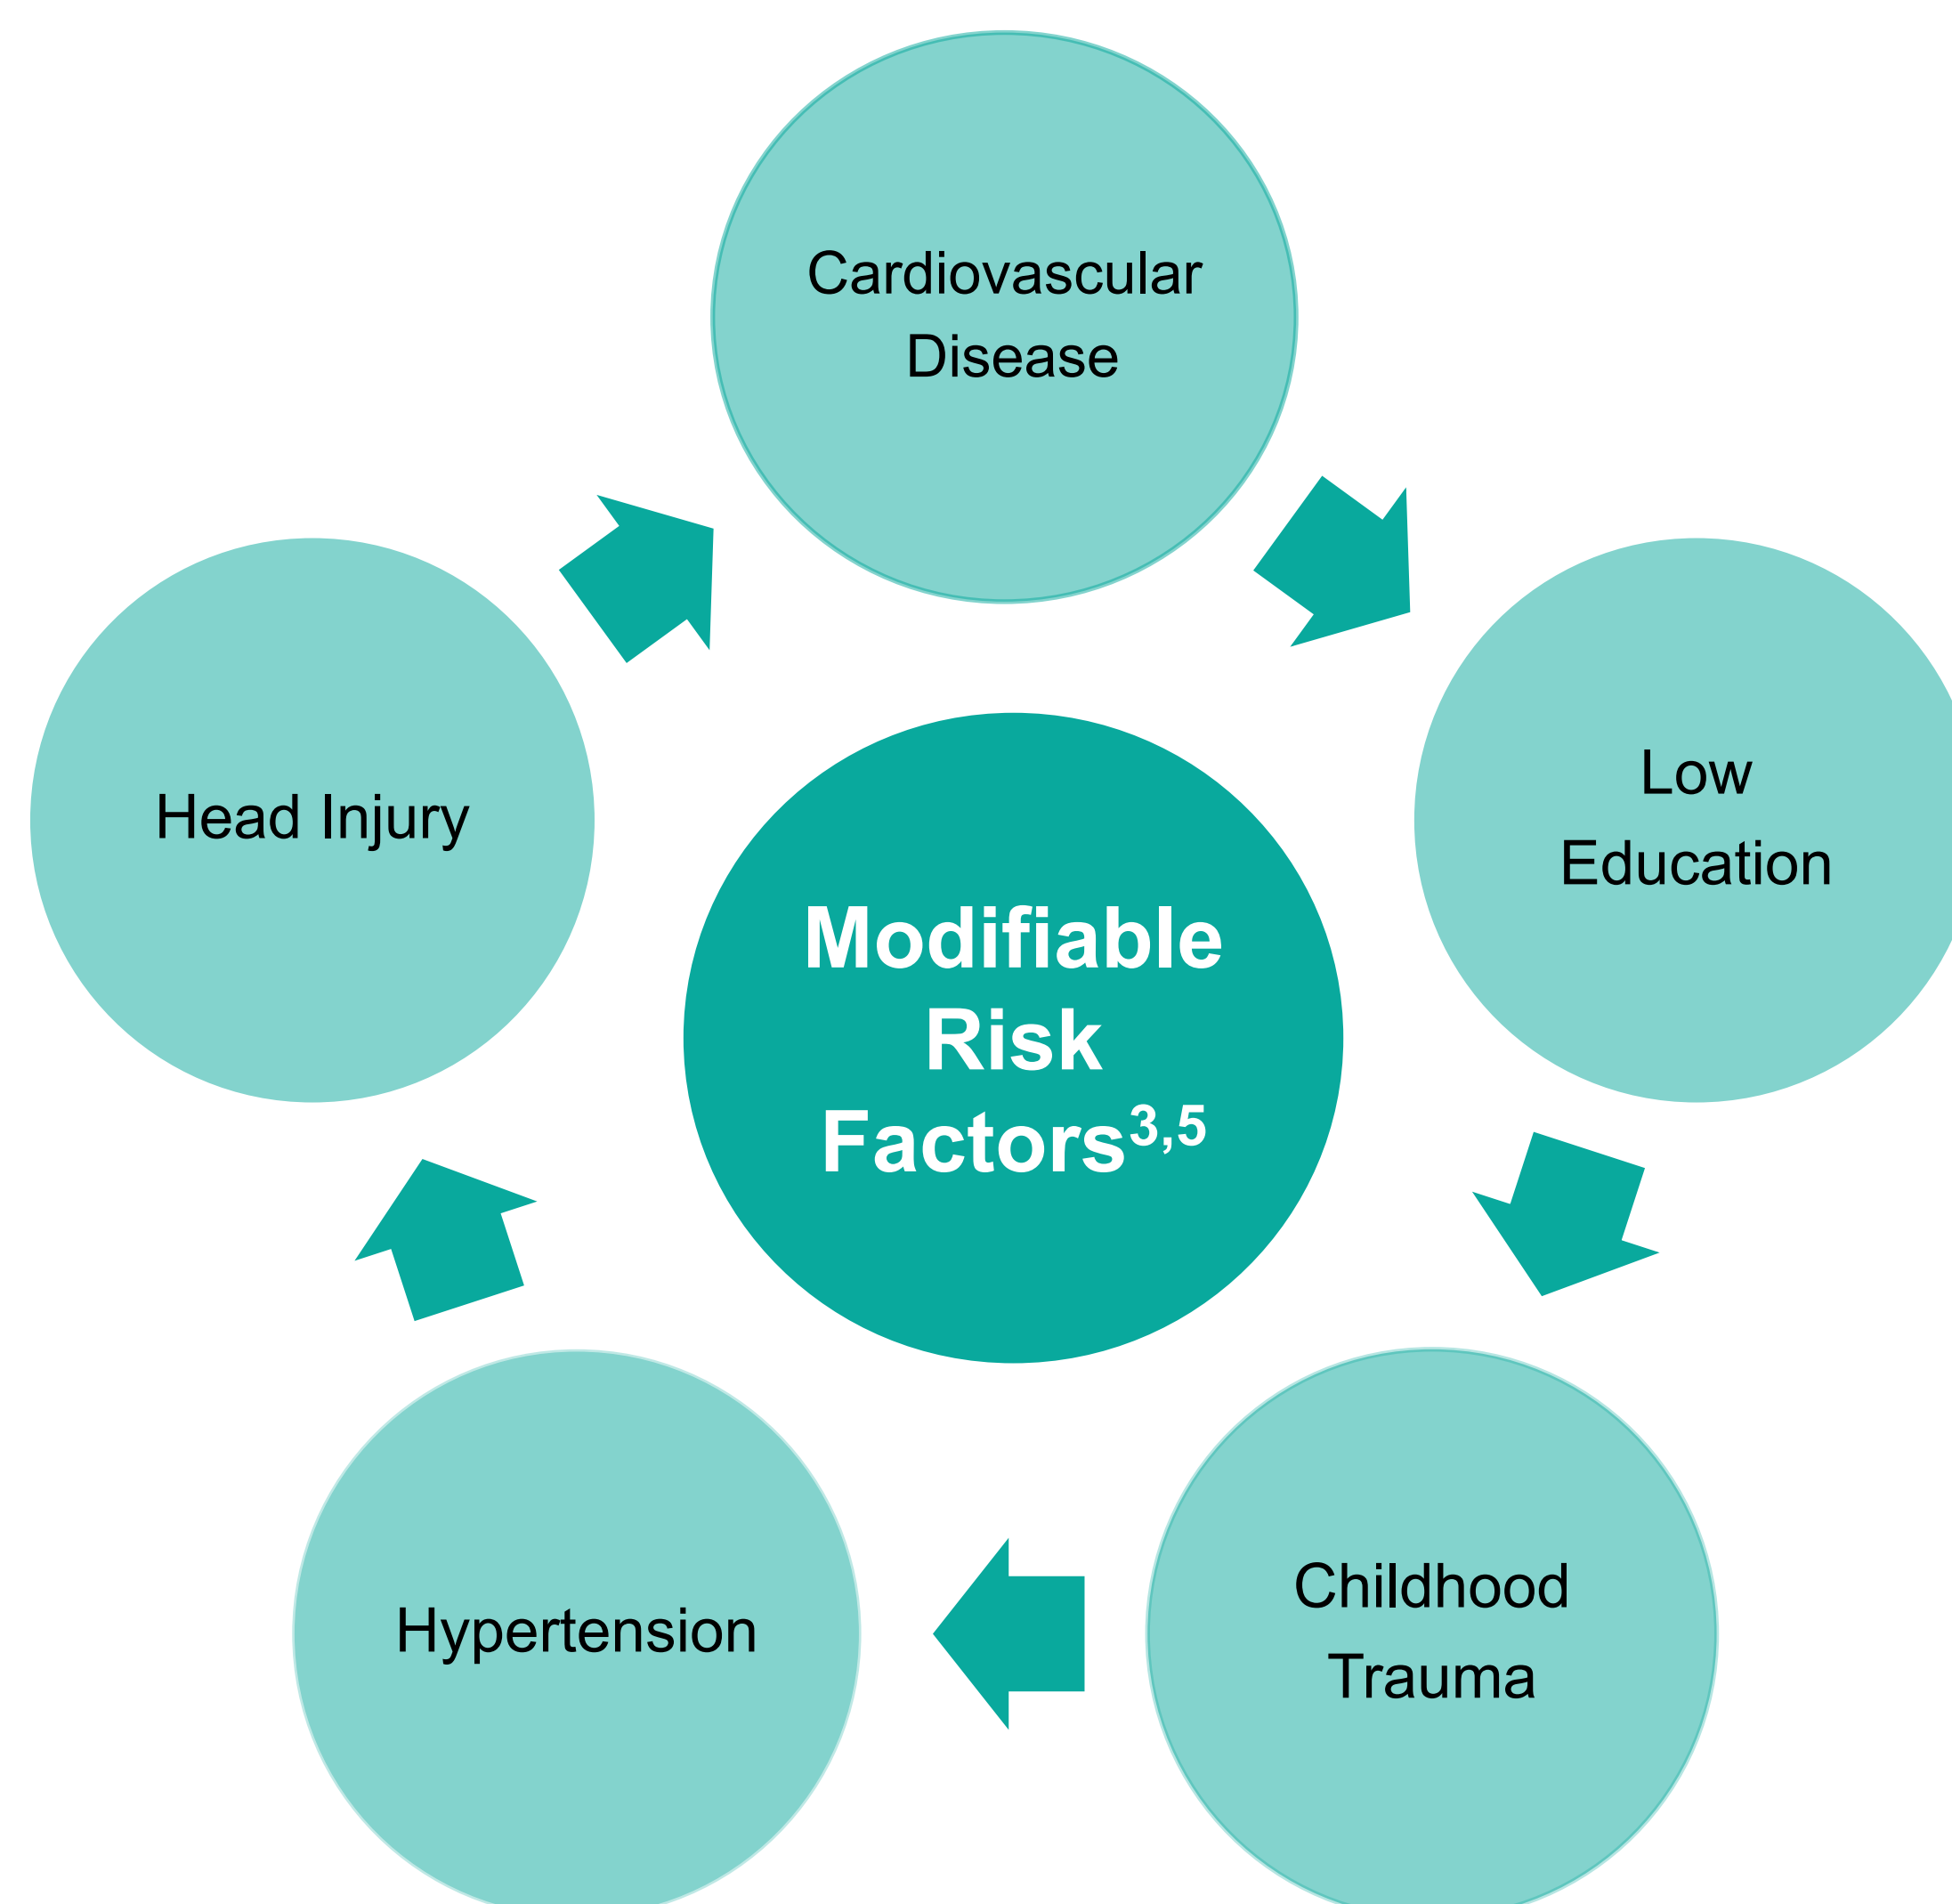 Cardiovascular
Disease
Low
Education
Head Injury
Modifiable
Risk
Factors³,⁵
Childhood
Trauma
Hypertension